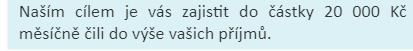 Naším cílem je vás zajistit do částky 20 000 Kč
měsíčně čili do výše vašich příjmů.